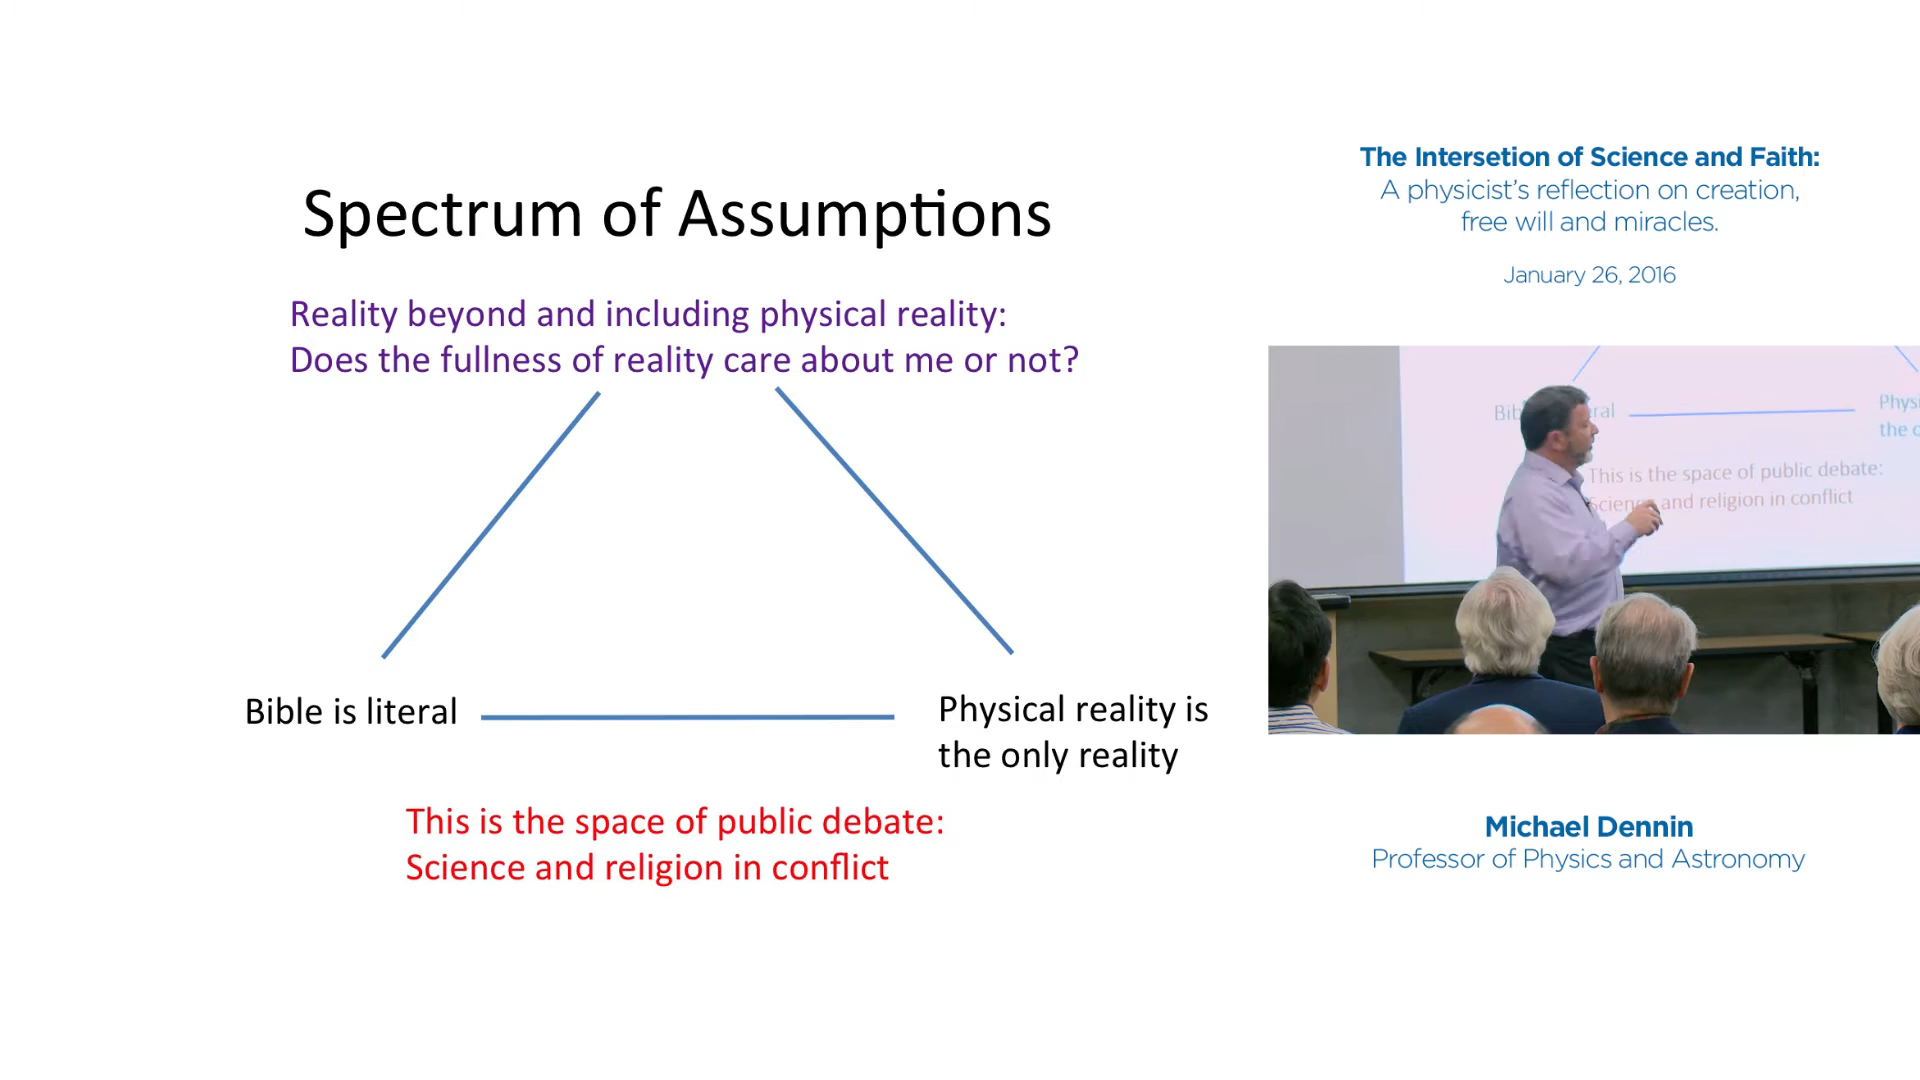 Spectrum of Assumptions
Reality beyond and including physical reality:
Does the fullness of reality care about me or not?
Bible is literal
Physical reality is
the only reality
This is the space of public debate:
Science and religion in conflict
The Intersetion of Science and Faith:
A physicist's reflection on creation,
free will and miracles.
January 26, 2016
This is the space of public debate:
Science and religion in conflict
Michael Dennin
Professor of Physics and Astronomy